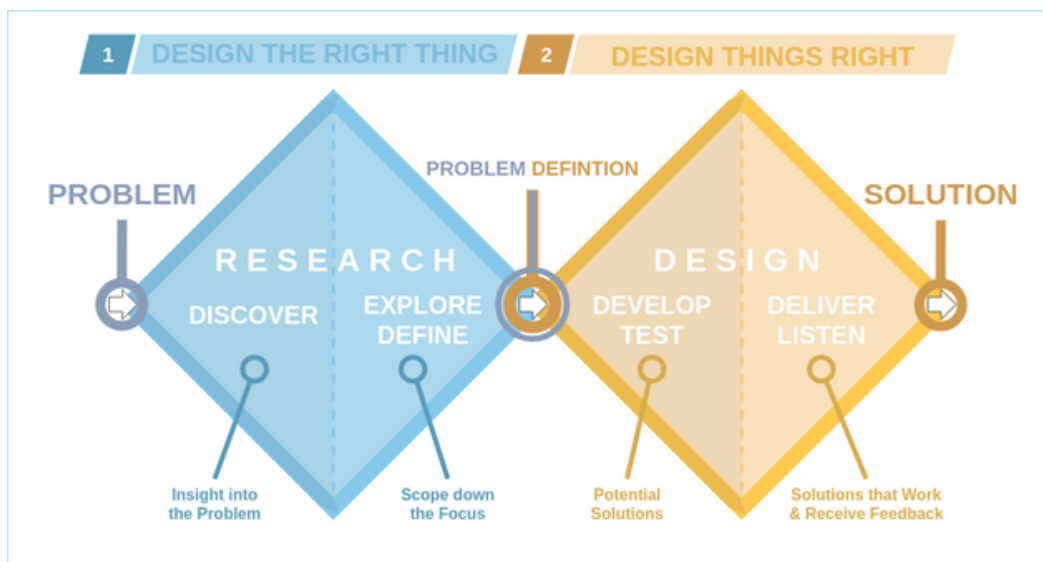 1 DESIGN THE RIGHT THING 2 DESIGN THINGS RIGHT
PROBLEM DEFINTION
PROBLEM
SOLUTION
RESEARCH
DISCOVER
EXPLORE
DEFINE
DESIGN
DEVELOP
TEST
DELIVER
LISTEN
Insight into
the Problem
Scope down
the Focus
Potential
Solutions
Solutions that Work
& Receive Feedback